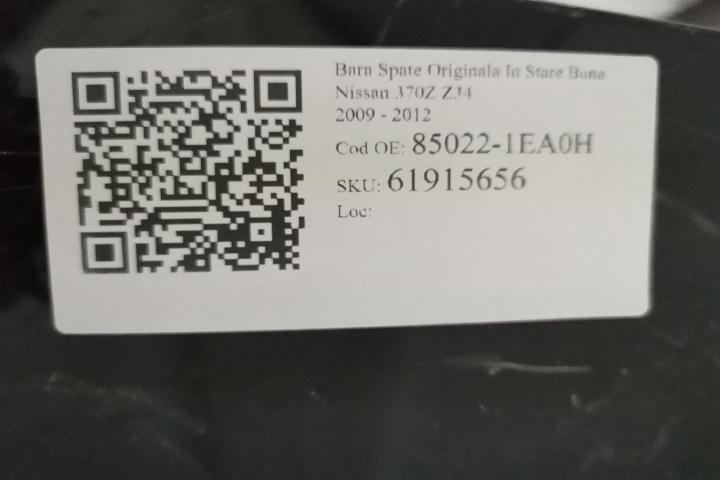 Bara Spate Originala In Stare Buna
Nissan 370Z Z34
2009 - 2012
Cod OE: 85022-1EA0H
SKU: 61915656
Loc: